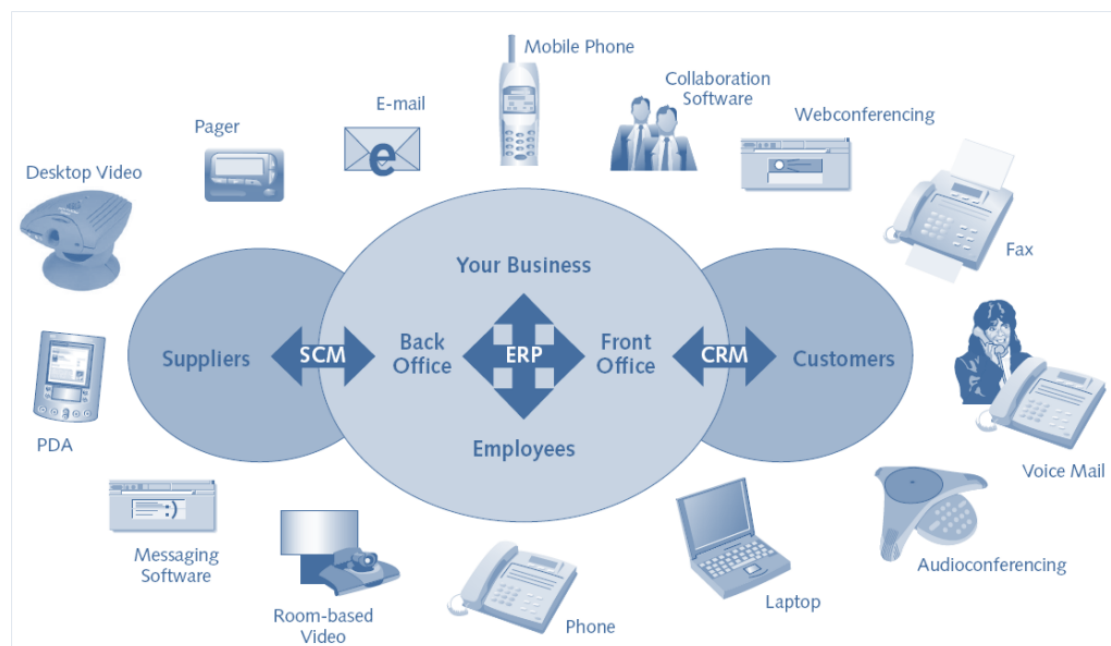 Mobile Phone
Collaboration
Software
E-mail
Webconferencing
Pager
Desktop Video
e
Fax
Your Business
Suppliers
SCM
Back
Office
ERP
Front
Office
CRM
Customers
Employees
PDA
Voice Mail
Messaging
Software
Audioconferencing
Laptop
Room-based
Video
Phone